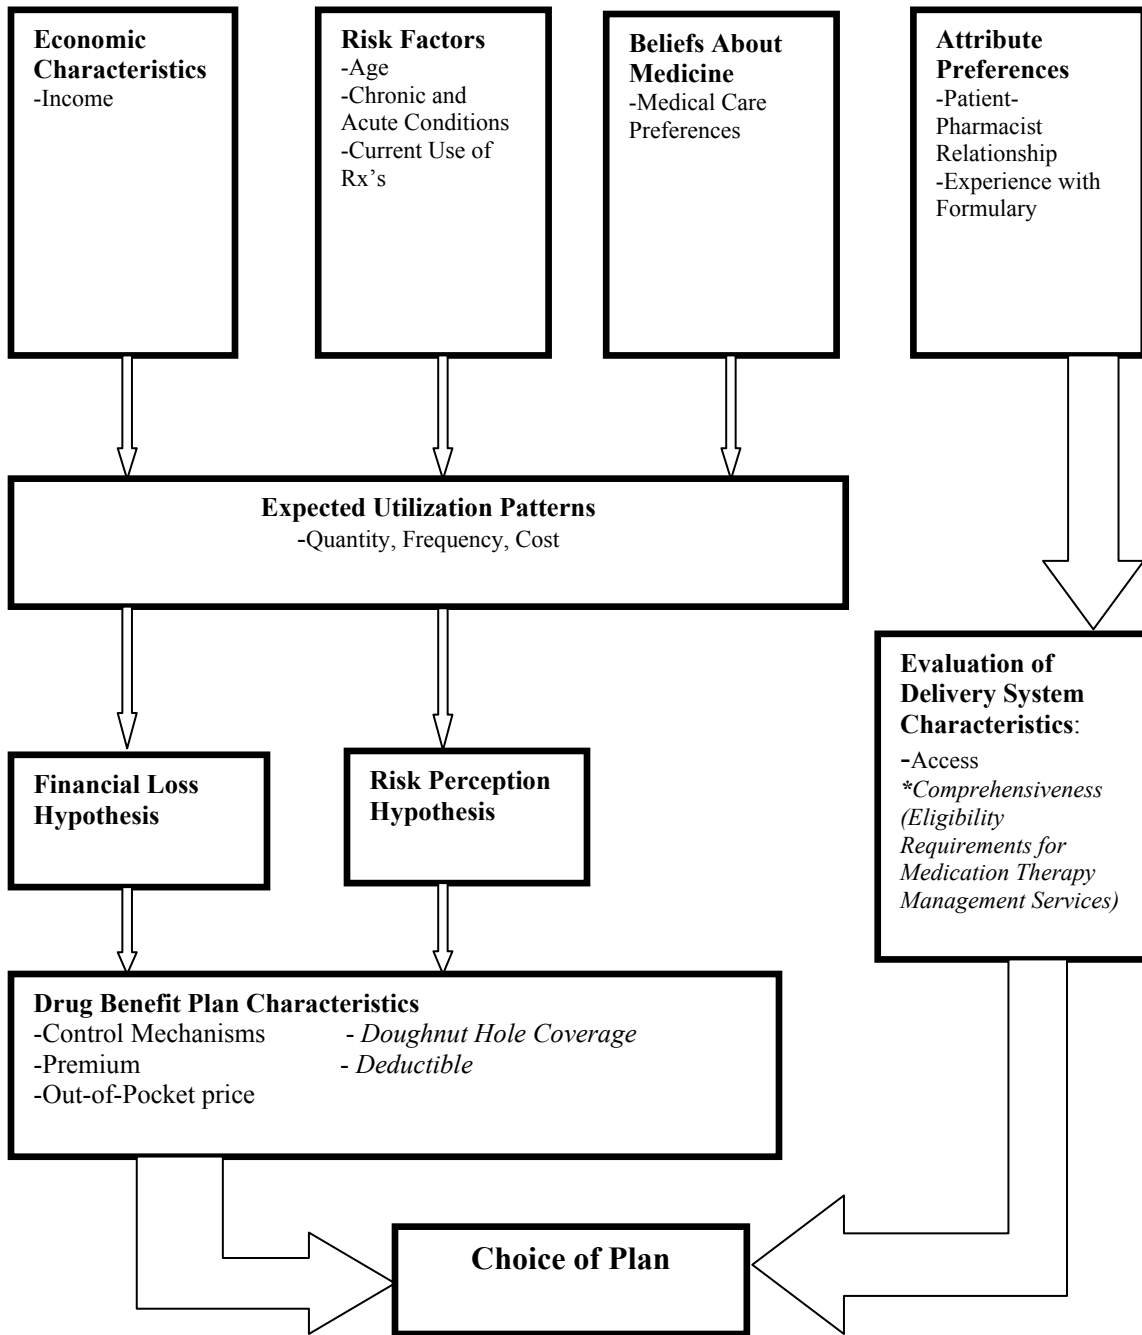 Economic
Characteristics
-Income
Risk Factors
-Age
-Chronic and
Acute Conditions
-Current Use of
Rx’s
Beliefs About
Medicine
-Medical Care
Preferences
Attribute
Preferences
-Patient-
Pharmacist
Relationship
-Experience with
Formulary
Expected Utilization Patterns
-Quantity, Frequency, Cost
Financial Loss
Hypothesis
Risk Perception
Hypothesis
Evaluation of
Delivery System
Characteristics:
-Access
*Comprehensiveness
(Eligibility
Requirements for
Medication Therapy
Management Services)
Drug Benefit Plan Characteristics
-Control Mechanisms - Doughnut Hole Coverage
-Premium - Deductible
-Out-of-Pocket price
Choice of Plan